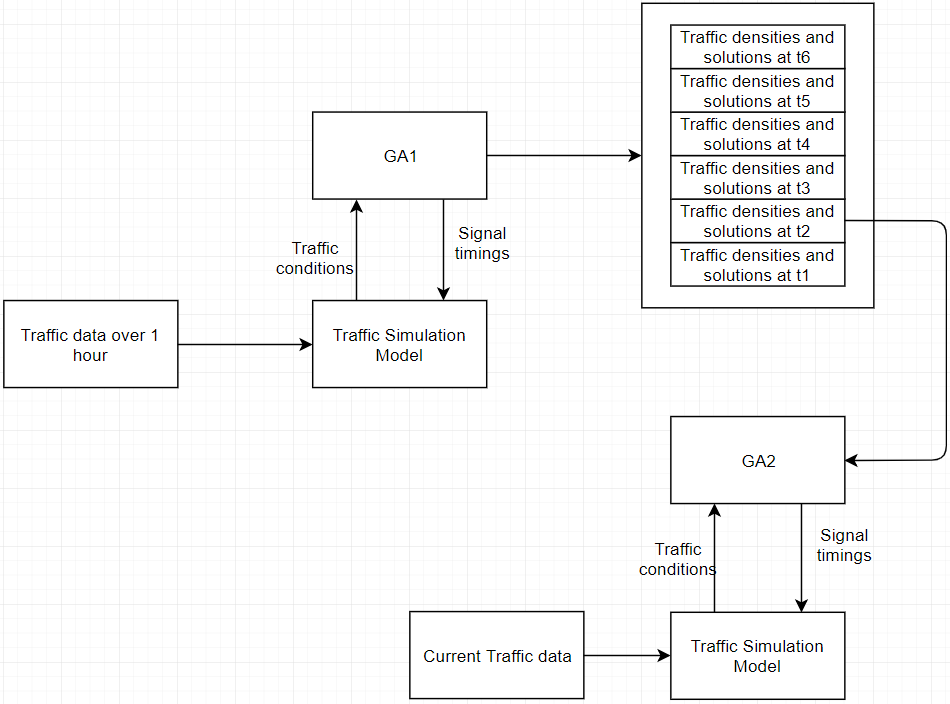 Traffic densities and
solutions at t6
Traffic densities and
solutions at t5
Traffic densities and
solutions at t4
Traffic densities and
solutions at t3
Traffic densities and
solutions at t2
Traffic densities and
solutions at t1
GA1
Traffic
conditions
Signal
timings
Traffic data over 1
hour
Traffic Simulation
Model
GA2
Traffic
conditions
Signal
timings
Current Traffic data
Traffic Simulation
Model